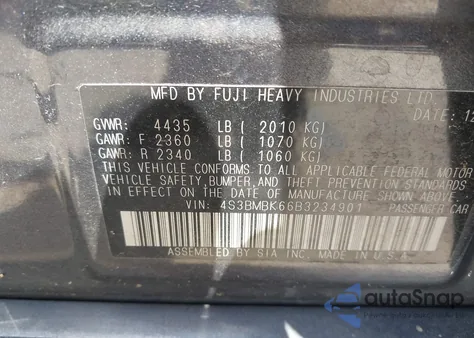 MFD BY FUJI HEAVY INDUSTRIES LTD.
DATE: 12
GVWR: 4435 LB ( 2010 KG)
GAWR: F 2360 LB ( 1070 KG)
GAWR: R 2340 LB ( 1060 KG)
THIS VEHICLE CONFORMS TO ALL APPLICABLE FEDERAL MOTOR
VEHICLE SAFETY, BUMPER, AND THEFT PREVENTION STANDARDS
IN EFFECT ON THE DATE OF MANUFACTURE SHOWN ABOVE.
VIN: 4S3BMBK66B3234901 PASSENGER CAR
ASSEMBLED BY SIA INC. MADE IN U.S.A.
autoSnap